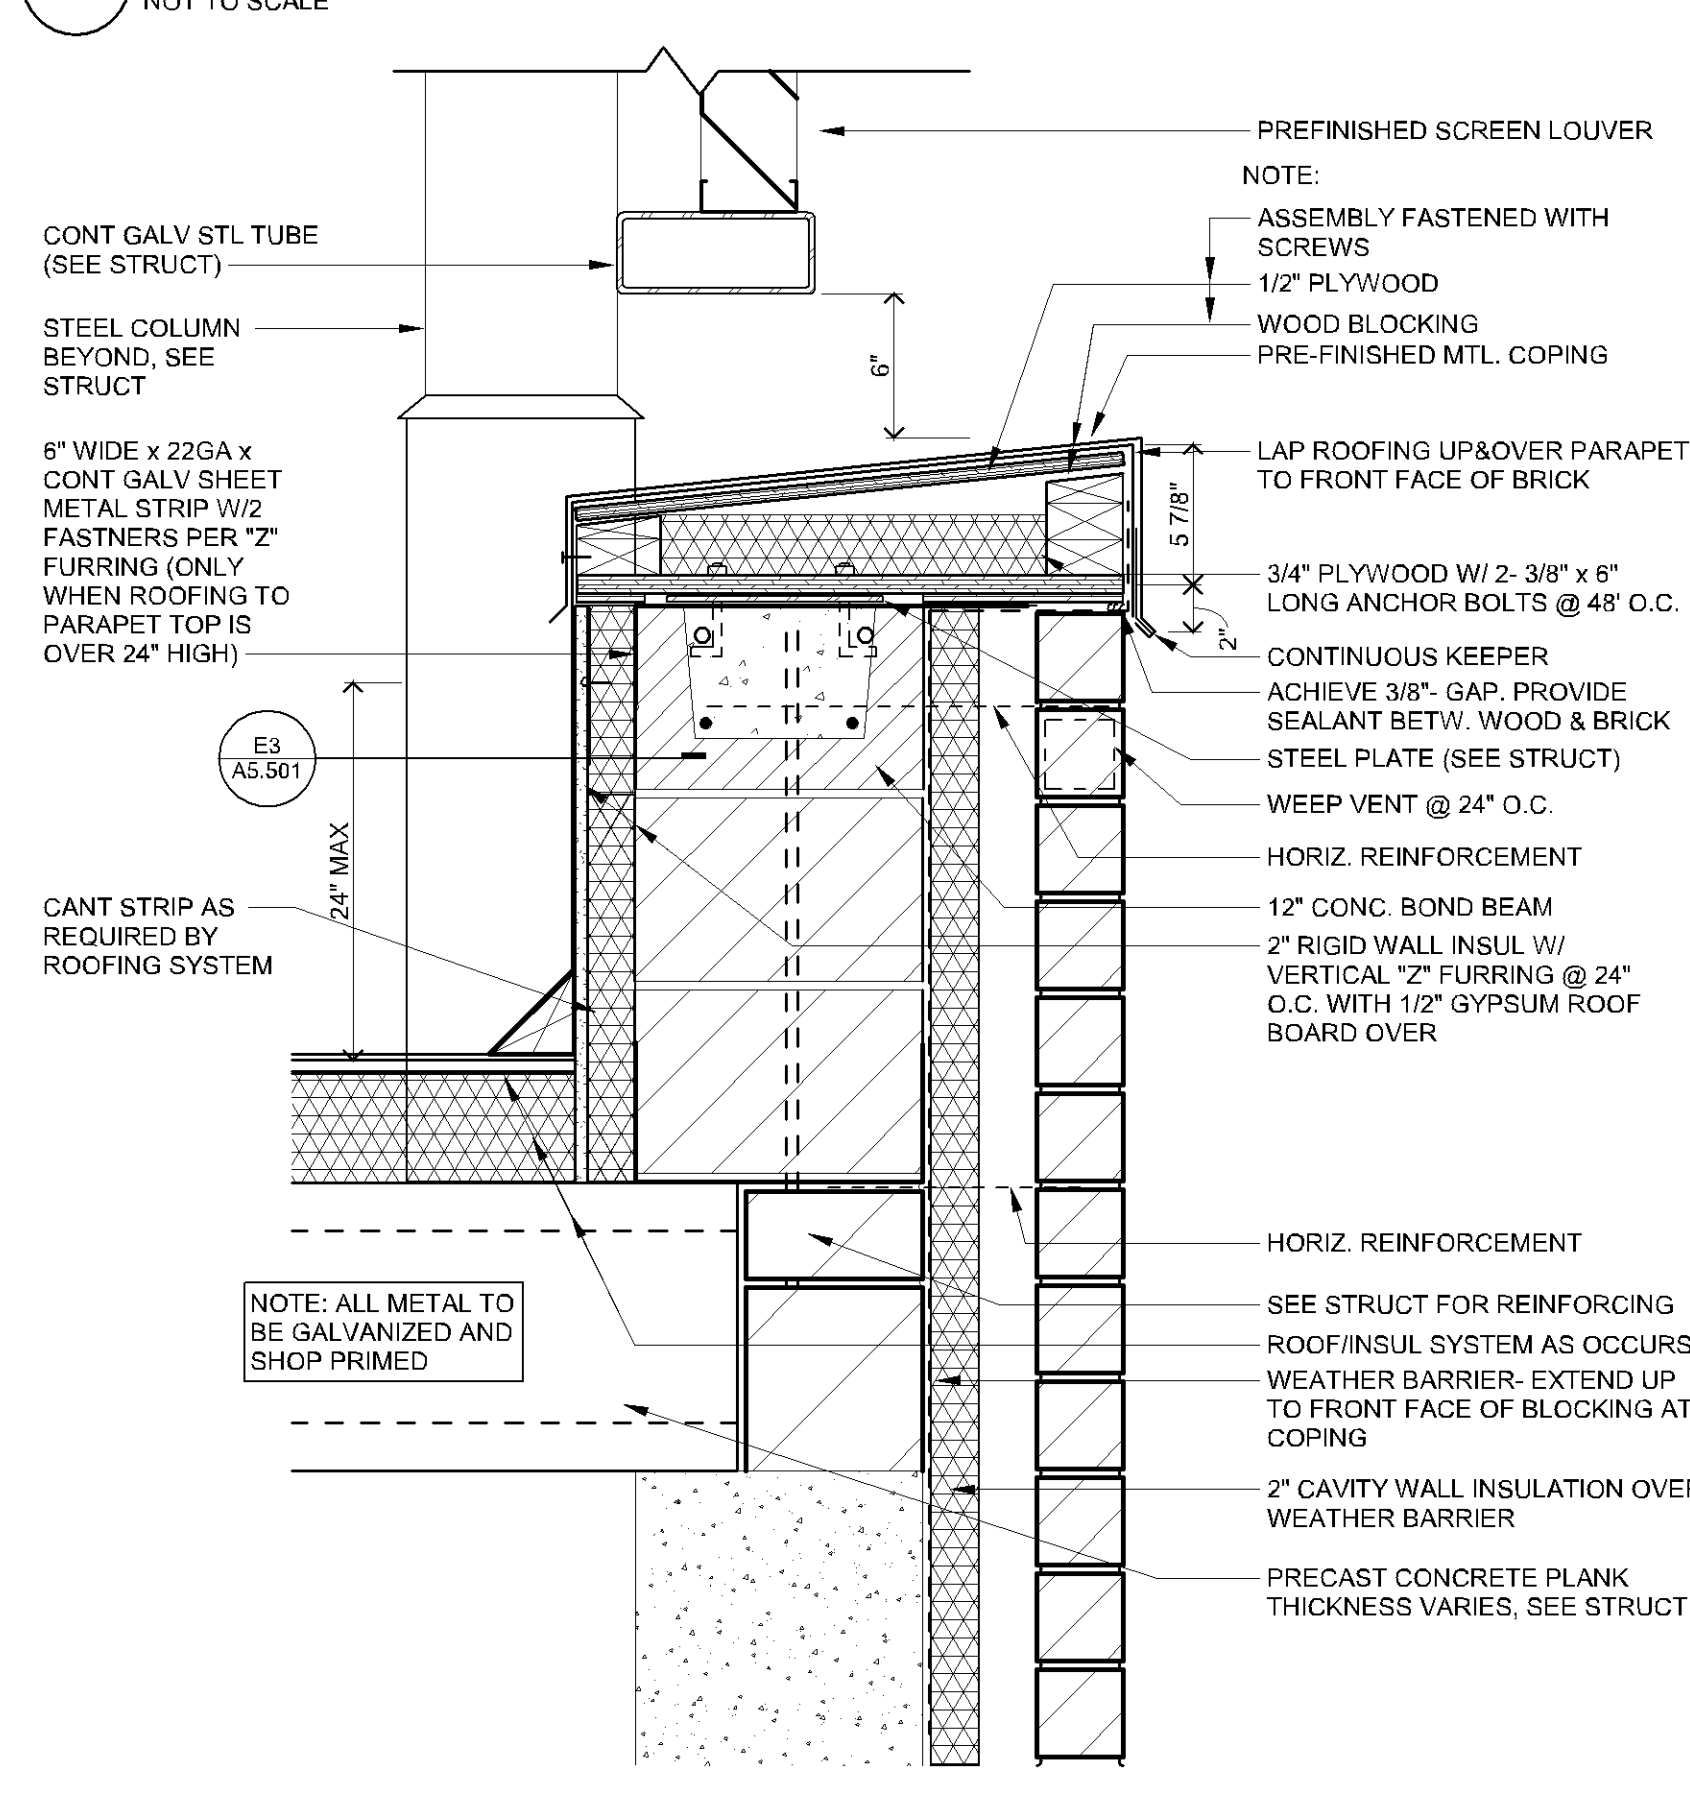 NOT TO SCALE
PREFINISHED SCREEN LOUVER
NOTE:
ASSEMBLY FASTENED WITH
SCREWS
1/2" PLYWOOD
WOOD BLOCKING
PRE-FINISHED MTL. COPING
LAP ROOFING UP&OVER PARAPET
TO FRONT FACE OF BRICK
3/4" PLYWOOD W/ 2- 3/8" x 6"
LONG ANCHOR BOLTS @ 48' O.C.
CONTINUOUS KEEPER
ACHIEVE 3/8"- GAP. PROVIDE
SEALANT BETW. WOOD & BRICK
STEEL PLATE (SEE STRUCT)
WEEP VENT @ 24" O.C.
HORIZ. REINFORCEMENT
12" CONC. BOND BEAM
2" RIGID WALL INSUL W/
VERTICAL "Z" FURRING @ 24"
O.C. WITH 1/2" GYPSUM ROOF
BOARD OVER
HORIZ. REINFORCEMENT
SEE STRUCT FOR REINFORCING
ROOF/INSUL SYSTEM AS OCCURS
WEATHER BARRIER- EXTEND UP
TO FRONT FACE OF BLOCKING AT
COPING
2" CAVITY WALL INSULATION OVER
WEATHER BARRIER
PRECAST CONCRETE PLANK
THICKNESS VARIES, SEE STRUCT
CONT GALV STL TUBE
(SEE STRUCT)
STEEL COLUMN
BEYOND, SEE
STRUCT
6" WIDE x 22GA x
CONT GALV SHEET
METAL STRIP W/2
FASTNERS PER "Z"
FURRING (ONLY
WHEN ROOFING TO
PARAPET TOP IS
OVER 24" HIGH)
E3
A5.501
24" MAX
CANT STRIP AS
REQUIRED BY
ROOFING SYSTEM
NOTE: ALL METAL TO
BE GALVANIZED AND
SHOP PRIMED
6"
5 7/8"
2"